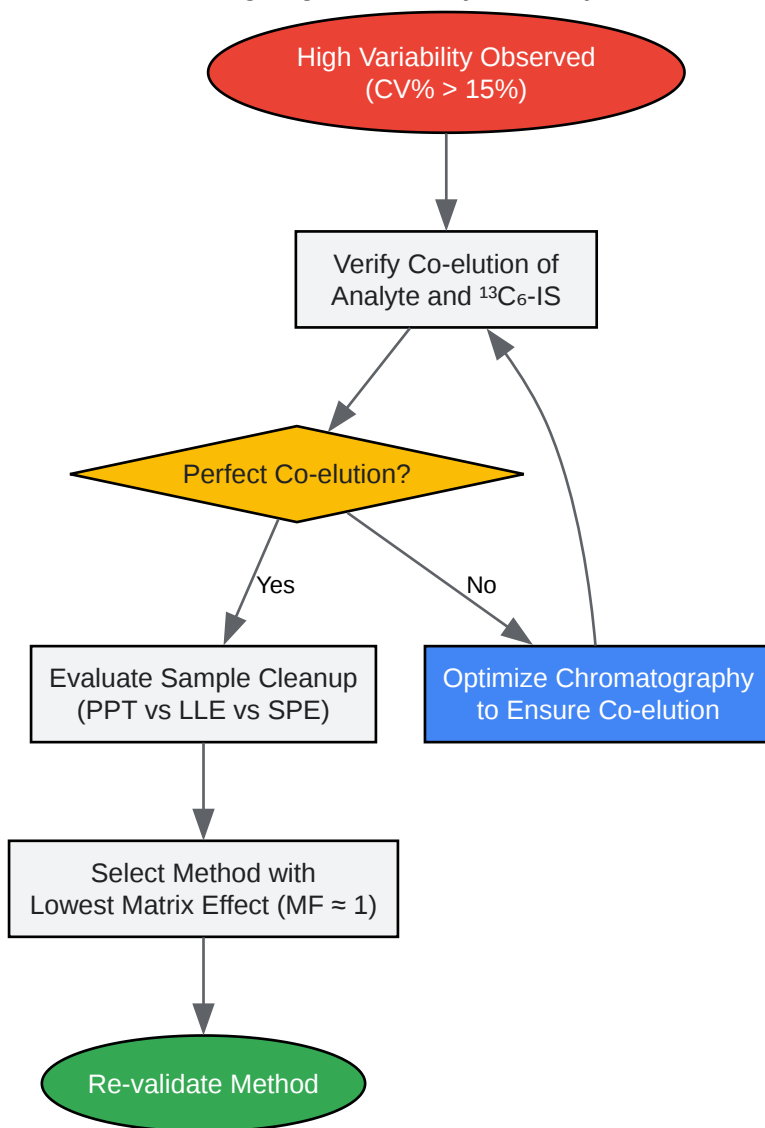 High Variability Observed
(CV% > 15%)
Verify Co-elution of
Analyte and ¹³C₆-IS
Perfect Co-elution?
Yes
No
Evaluate Sample Cleanup
(PPT vs LLE vs SPE)
Optimize Chromatography
to Ensure Co-elution
Select Method with
Lowest Matrix Effect (MF ≈ 1)
Re-validate Method